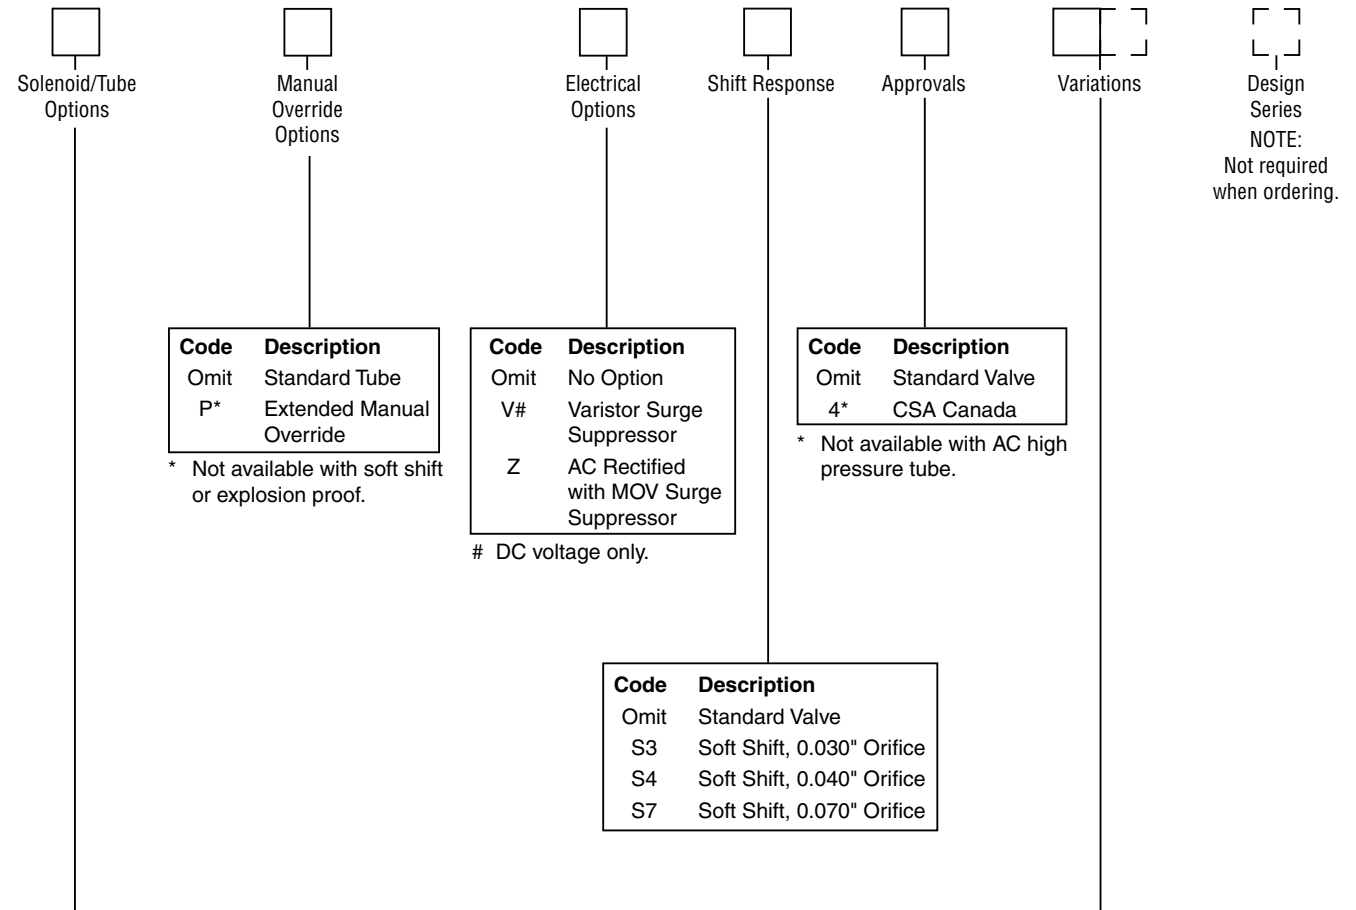 Solenoid/Tube
Options
Manual
Override
Options
Electrical
Options
Shift Response
Approvals
Variations
Design
Series
NOTE:
Not required
when ordering.
Code Description
Omit Standard Tube
P* Extended Manual
Override
* Not available with soft shift
or explosion proof.
Code Description
Omit No Option
V# Varistor Surge
Suppressor
Z AC Rectified
with MOV Surge
Suppressor
# DC voltage only.
Code Description
Omit Standard Valve
4* CSA Canada
* Not available with AC high
pressure tube.
Code Description
Omit Standard Valve
S3 Soft Shift, 0.030" Orifice
S4 Soft Shift, 0.040" Orifice
S7 Soft Shift, 0.070" Orifice